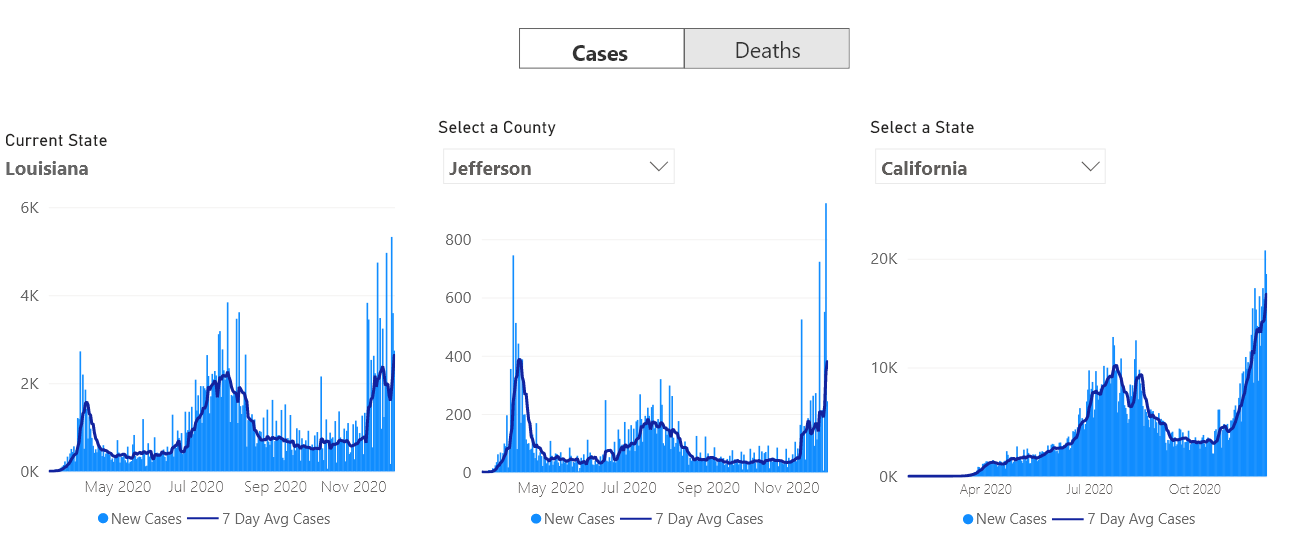 Cases
Deaths
Current State
Louisiana
6K
4K
2K
0K
May 2020
Jul 2020
Sep 2020
Nov 2020
New Cases
7 Day Avg Cases
Select a County
Jefferson
800
600
400
200
0
May 2020
Jul 2020
Sep 2020
Nov 2020
New Cases
7 Day Avg Cases
Select a State
California
20K
10K
0K
Apr 2020
Jul 2020
Oct 2020
New Cases
7 Day Avg Cases